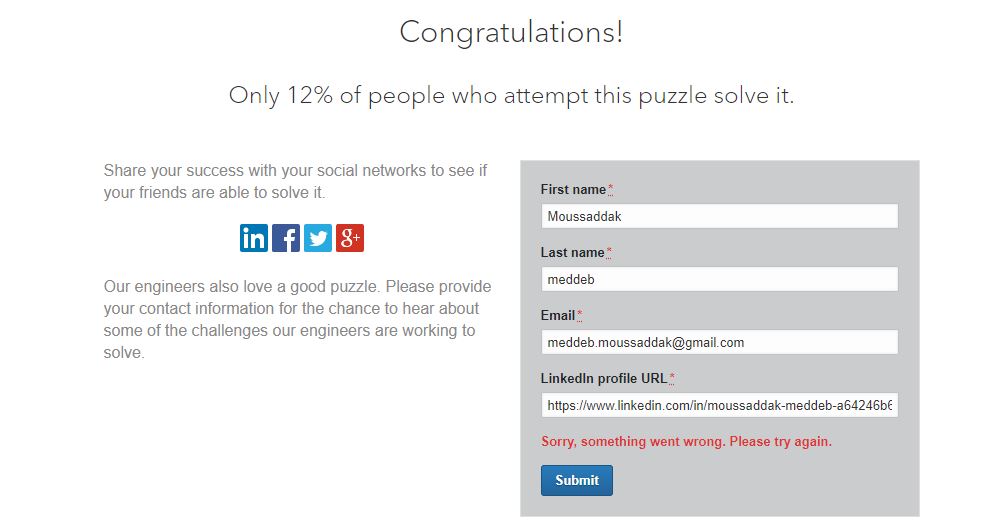 Congratulations!
Only 12% of people who attempt this puzzle solve it.
Share your success with your social networks to see if
your friends are able to solve it.
in f g+
Our engineers also love a good puzzle. Please provide
your contact information for the chance to hear about
some of the challenges our engineers are working to
solve.
First name*
Moussaddak
Last name*
meddeb
Email*
meddeb.moussaddak@gmail.com
LinkedIn profile URL*
https://www.linkedin.com/in/moussaddak-meddeb-a64246b6
Sorry, something went wrong. Please try again.
Submit